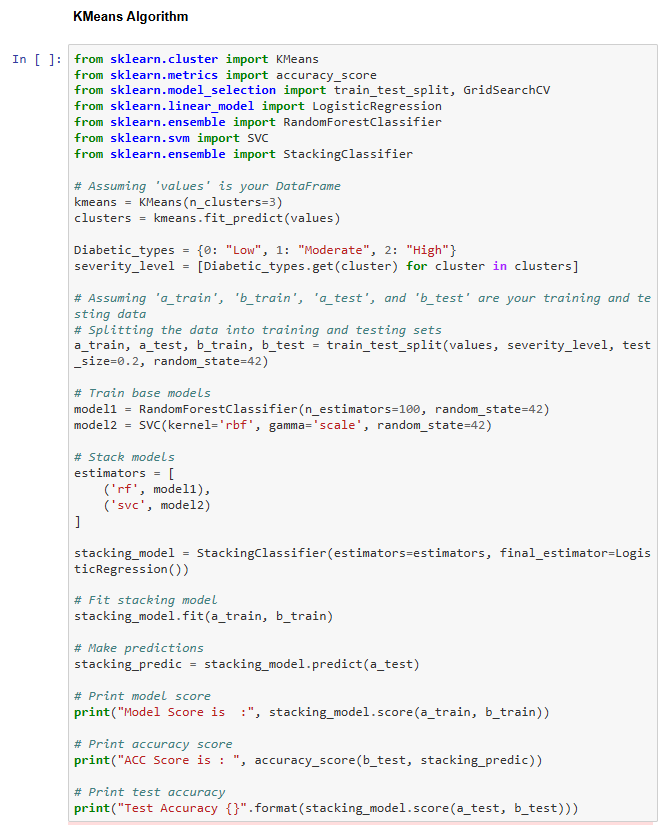 KMeans Algorithm
In [ ]: from sklearn.cluster import KMeans
from sklearn.metrics import accuracy_score
from sklearn.model_selection import train_test_split, GridSearchCV
from sklearn.linear_model import LogisticRegression
from sklearn.ensemble import RandomForestClassifier
from sklearn.svm import SVC
from sklearn.ensemble import StackingClassifier
# Assuming 'values' is your DataFrame
kmeans = KMeans(n_clusters=3)
clusters = kmeans.fit_predict(values)
Diabetic_types = {0: "Low", 1: "Moderate", 2: "High"}
severity_level = [Diabetic_types.get(cluster) for cluster in clusters]
# Assuming 'a_train', 'b_train', 'a_test', and 'b_test' are your training and te
sting data
# Splitting the data into training and testing sets
a_train, a_test, b_train, b_test = train_test_split(values, severity_level, test
_size=0.2, random_state=42)
# Train base models
model1 = RandomForestClassifier(n_estimators=100, random_state=42)
model2 = SVC(kernel='rbf', gamma='scale', random_state=42)
# Stack models
estimators = [
    ('rf', model1),
    ('svc', model2)
]
stacking_model = StackingClassifier(estimators=estimators, final_estimator=Logis
ticRegression())
# Fit stacking model
stacking_model.fit(a_train, b_train)
# Make predictions
stacking_predic = stacking_model.predict(a_test)
# Print model score
print("Model Score is  :", stacking_model.score(a_train, b_train))
# Print accuracy score
print("ACC Score is : ", accuracy_score(b_test, stacking_predic))
# Print test accuracy
print("Test Accuracy {}".format(stacking_model.score(a_test, b_test)))